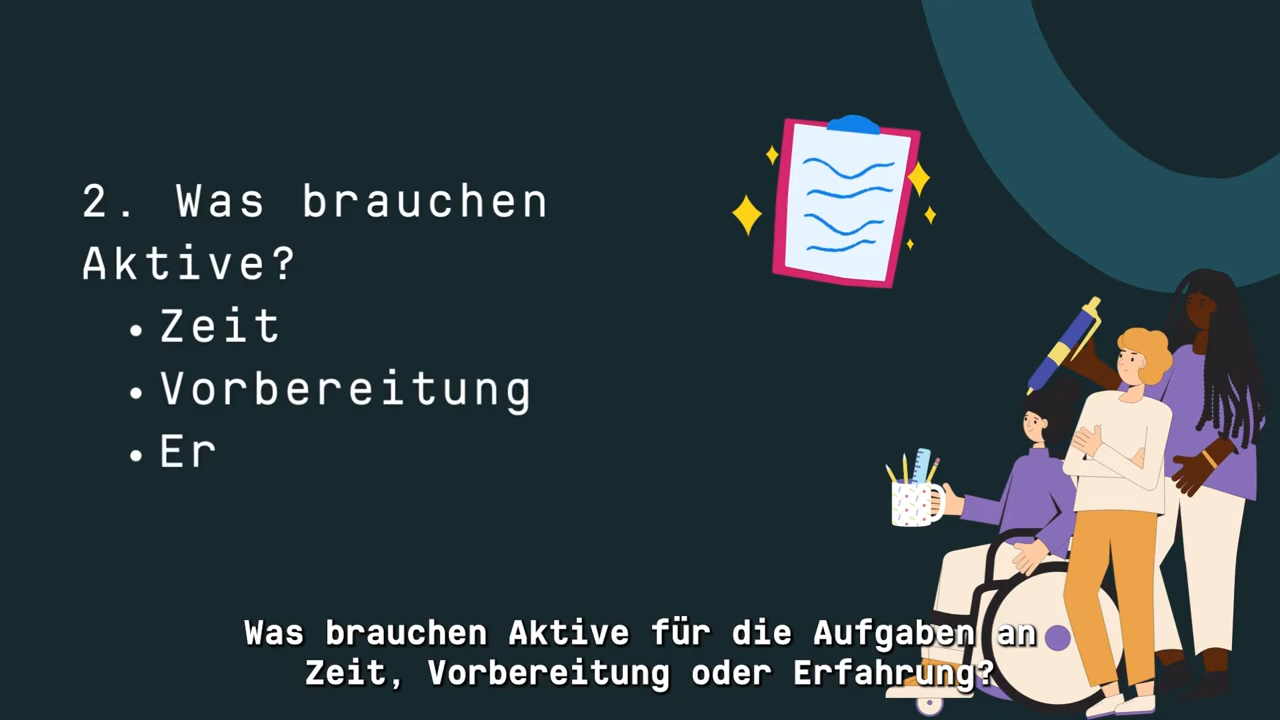 2. Was brauchen
Aktive?
• Zeit
• Vorbereitung
• Er
Was brauchen Aktive für die Aufgaben an
Zeit, Vorbereitung oder Erfahrung?